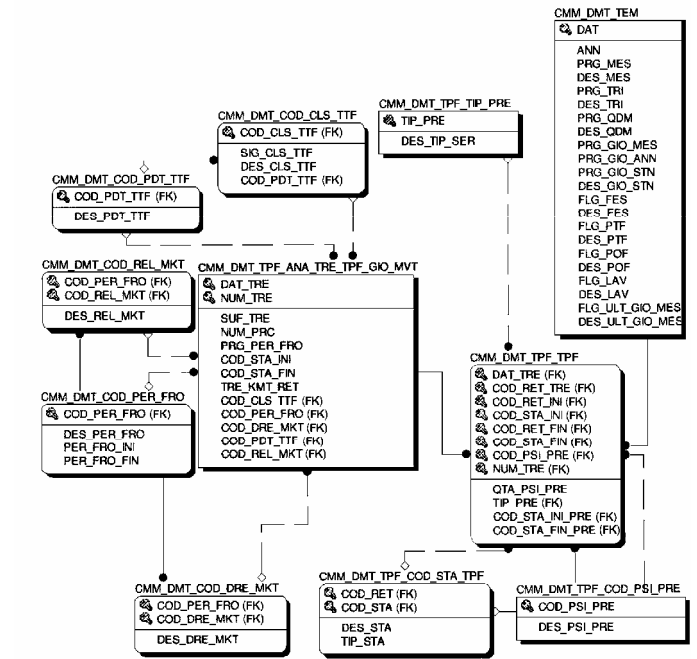 CMM_DMT_TEM
DAT
ANN
PRG_MES
DES_MES
PRG_TRI
DES_TRI
PRG_QDM
DES_QDM
PRG_GIO_MES
PRG_GIO_ANN
PRG_GIO_STN
DES_GIO_STN
FLG_FES
DES_FES
FLG_PTF
DES_PTF
FLG_POF
DES_POF
FLG_LAV
DES_LAV
FLG_ULT_GIO_MES
DES_ULT_GIO_MES
CMM_DMT_TPF_TIP_PRE
TIP_PRE
DES_TIP_SER
CMM_DMT_COD_CLS_TTF
COD_CLS_TTF (FK)
SIG_CLS_TTF
DES_CLS_TTF
COD_PDT_TTF (FK)
CMM_DMT_COD_PDT_TTF
COD_PDT_TTF (FK)
DES_PDT_TTF
CMM_DMT_COD_REL_MKT
COD_PER_FRO (FK)
COD_REL_MKT (FK)
DES_REL_MKT
CMM_DMT_TPF_ANA_TRE_TPF_GIO_MVT
DAT_TRE
NUM_TRE
SUF_TRE
NUM_PRC
PRG_PER_FRO
COD_STA_INI
COD_STA_FIN
TRE_KMT_RET
COD_CLS_TTF (FK)
COD_PER_FRO (FK)
COD_DRE_MKT (FK)
COD_PDT_TTF (FK)
COD_REL_MKT (FK)
CMM_DMT_TPF_TPF
DAT_TRE (FK)
COD_RET_TRE (FK)
COD_RET_INI (FK)
COD_STA_INI (FK)
COD_RET_FIN (FK)
COD_STA_FIN (FK)
COD_PSI_PRE (FK)
NUM_TRE (FK)
QTA_PSI_PRE
TIP_PRE (FK)
COD_STA_INI_PRE (FK)
COD_STA_FIN_PRE (FK)
CMM_DMT_COD_PER_FRO
COD_PER_FRO (FK)
DES_PER_FRO
PER_FRO_INI
PER_FRO_FIN
CMM_DMT_COD_DRE_MKT
COD_PER_FRO (FK)
COD_DRE_MKT (FK)
DES_DRE_MKT
CMM_DMT_TPF_COD_STA_TPF
COD_RET (FK)
COD_STA (FK)
DES_STA
TIP_STA
CMM_DMT_TPF_COD_PSI_PRE
COD_PSI_PRE
DES_PSI_PRE